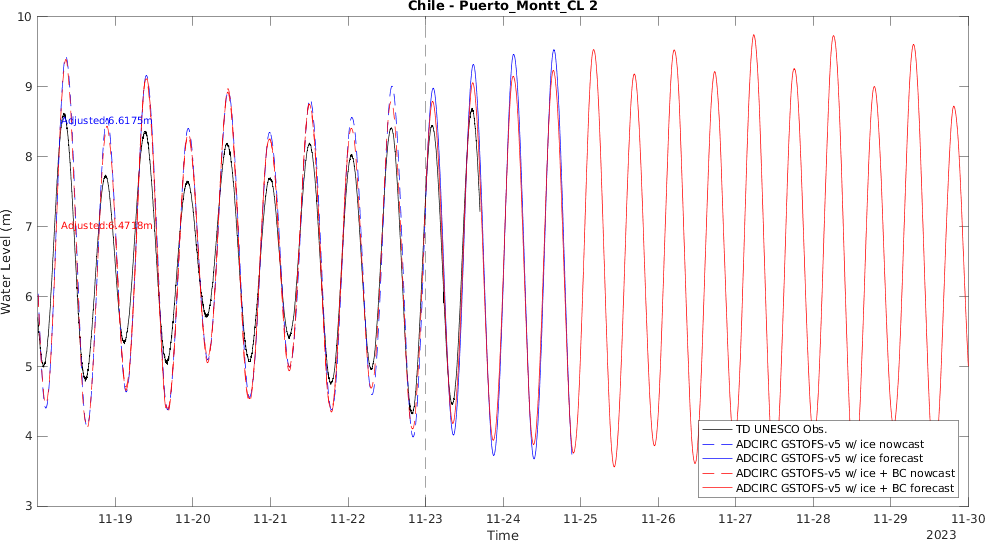 Chile - Puerto_Montt_CL 2
10
9
8
7
6
5
4
3
Water Level (m)
Adjusted:6.6175m
Adjusted:6.4718m
TD UNESCO Obs.
ADCIRC GSTOFS-v5 w/ ice nowcast
ADCIRC GSTOFS-v5 w/ ice forecast
ADCIRC GSTOFS-v5 w/ ice + BC nowcast
ADCIRC GSTOFS-v5 w/ ice + BC forecast
11-19 11-20 11-21 11-22 11-23 11-24 11-25 11-26 11-27 11-28 11-29 11-30
Time
2023